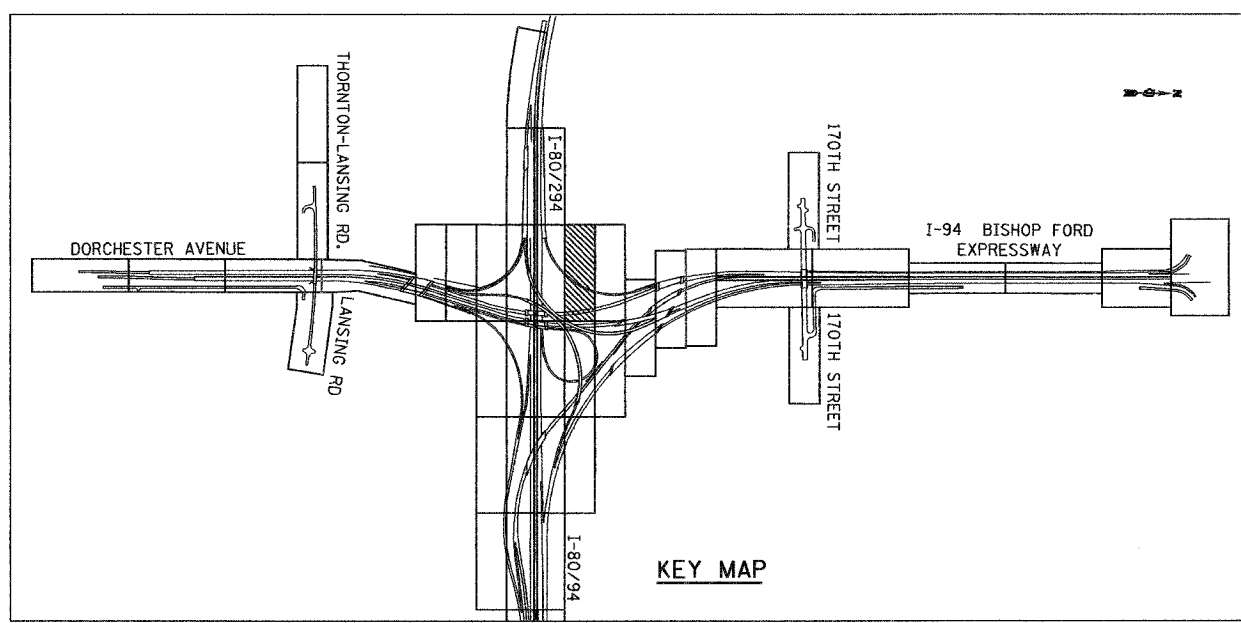 THORNTON-LANSING RD.
I-80/294
170TH STREET
DORCHESTER AVENUE
I-94 BISHOP FORD
EXPRESSWAY
LANSING RD
170TH STREET
I-80/94
KEY MAP